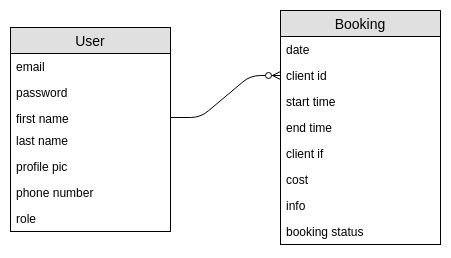 User
email
password
first name
last name
profile pic
phone number
role
Booking
date
client id
start time
end time
client if
cost
info
booking status